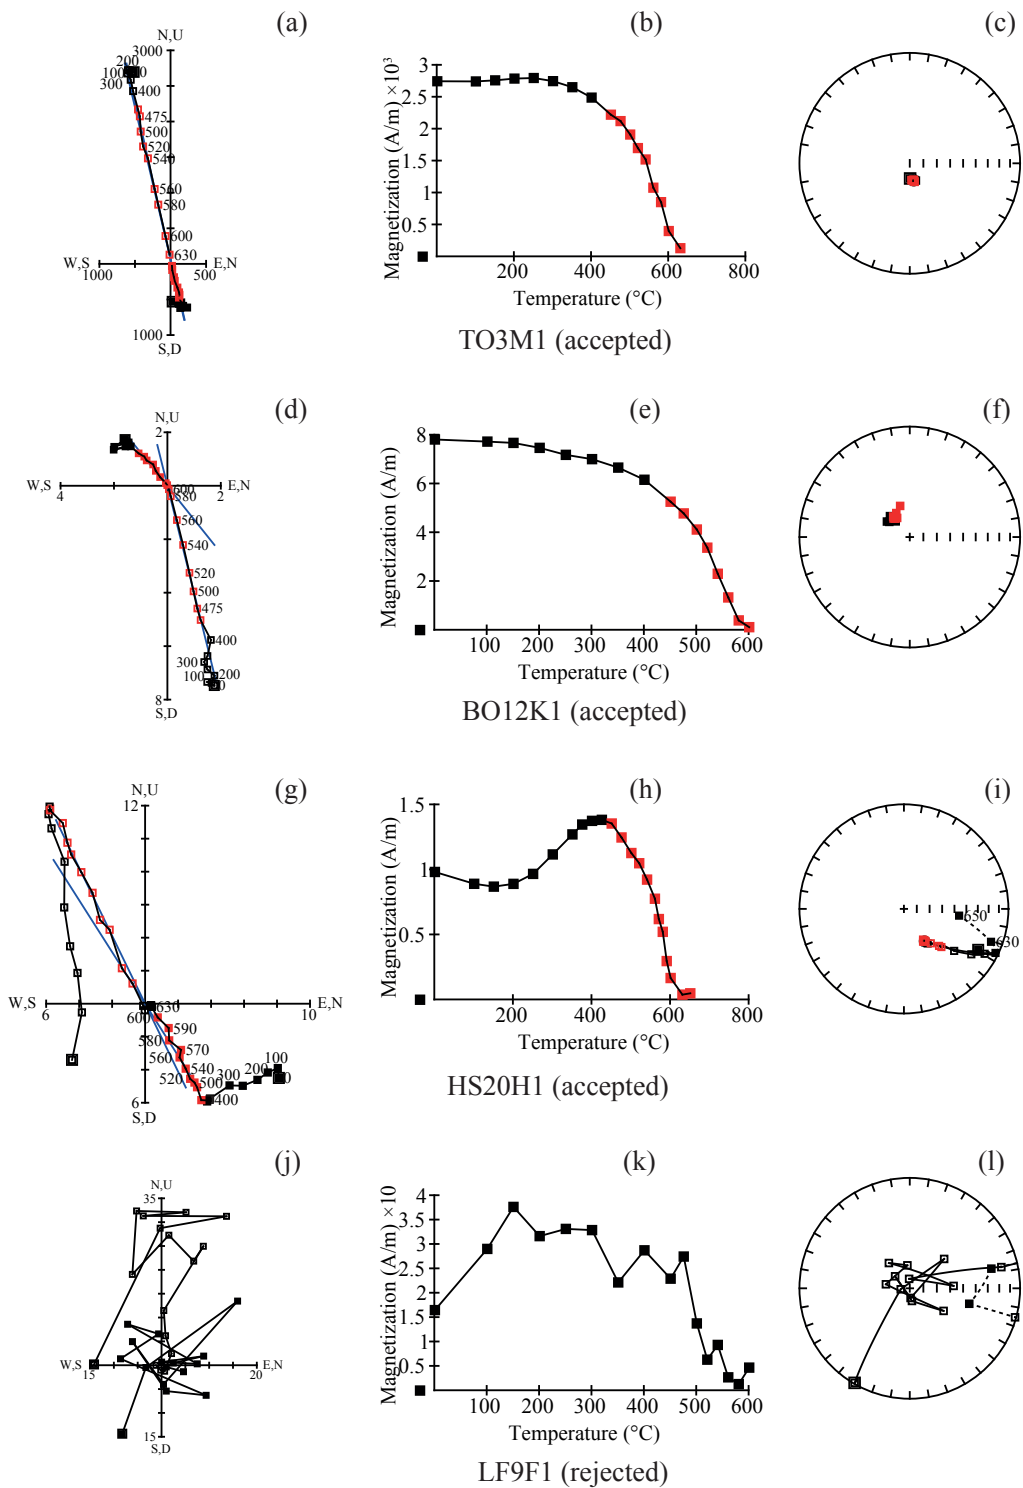 (a) (b) (c)
N,U
3000
200
100 0
300
400
475
500
520
540
560
580
600
630
W,S E,N
1000 500
1000
S,D
Magnetization (A/m) ×10³
3
2.5
2
1.5
1
0.5
200 400 600 800
Temperature (°C)
TO3M1 (accepted)
(d) (e) (f)
N,U
2
W,S E,N
4 2
600
580
560
540
520
500
475
400
300
200
100 0
8
S,D
Magnetization (A/m)
8
6
4
2
100 200 300 400 500 600
Temperature (°C)
BO12K1 (accepted)
(g) (h) (i)
N,U
12
W,S E,N
6 10
630
600
590
580
570
560
540
520 500
400
300
200
100
0
6
S,D
Magnetization (A/m)
1.5
1
0.5
200 400 600 800
Temperature (°C)
650
630
HS20H1 (accepted)
(j) (k) (l)
N,U
35
W,S E,N
15 20
15
S,D
Magnetization (A/m) ×10
4
3.5
3
2.5
2
1.5
1
0.5
100 200 300 400 500 600
Temperature (°C)
LF9F1 (rejected)